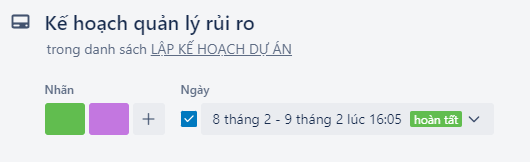 Kế hoạch quản lý rủi ro
trong danh sách LẬP KẾ HOẠCH DỰ ÁN
Nhãn Ngày
8 tháng 2 - 9 tháng 2 lúc 16:05 hoàn tất